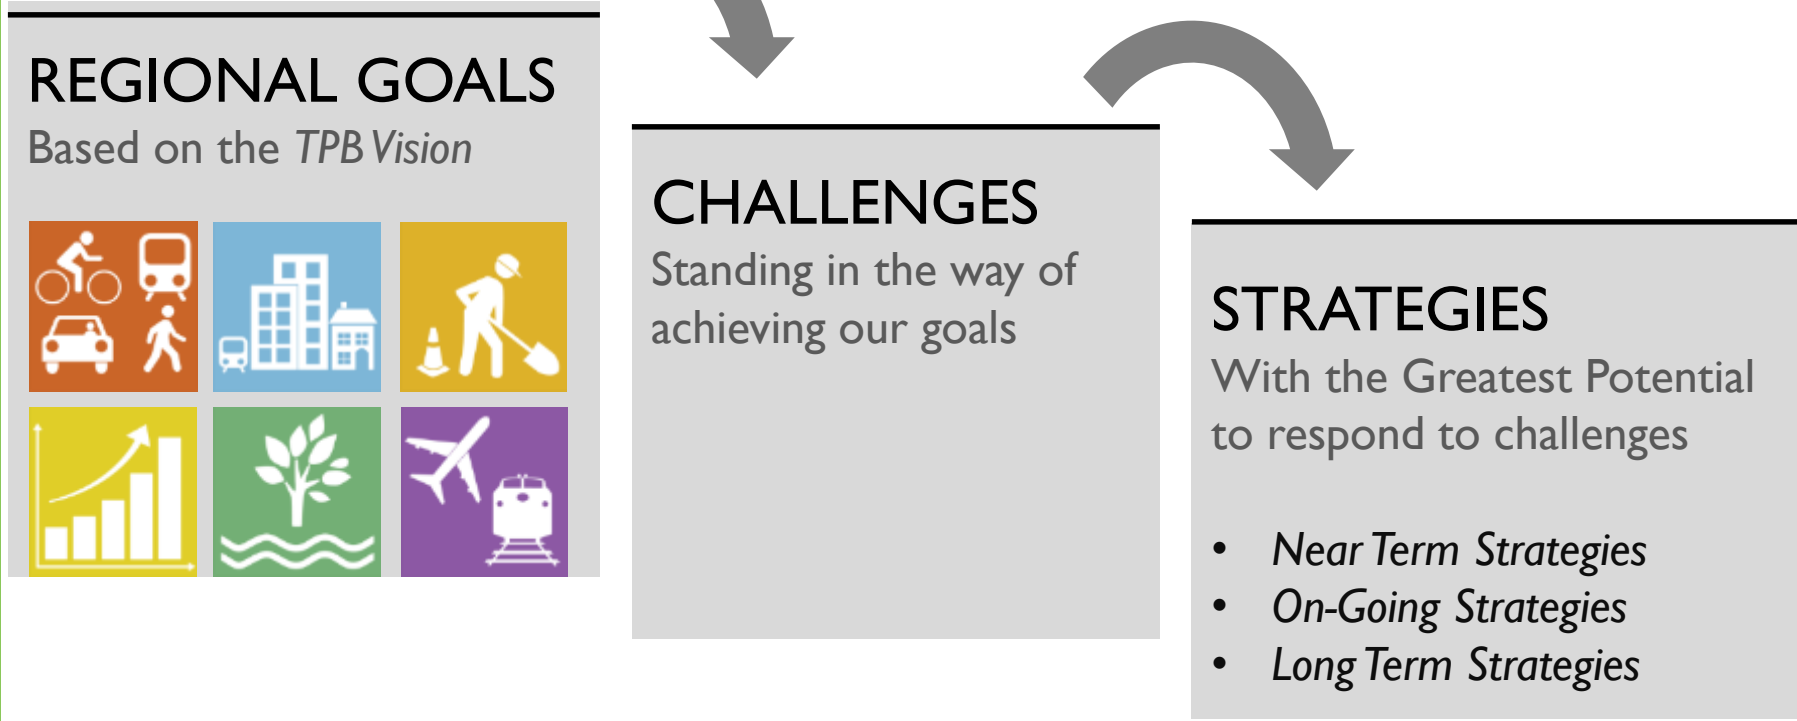 REGIONAL GOALS
Based on the TPB Vision
CHALLENGES
Standing in the way of
achieving our goals
STRATEGIES
With the Greatest Potential
to respond to challenges
• Near Term Strategies
• On-Going Strategies
• Long Term Strategies